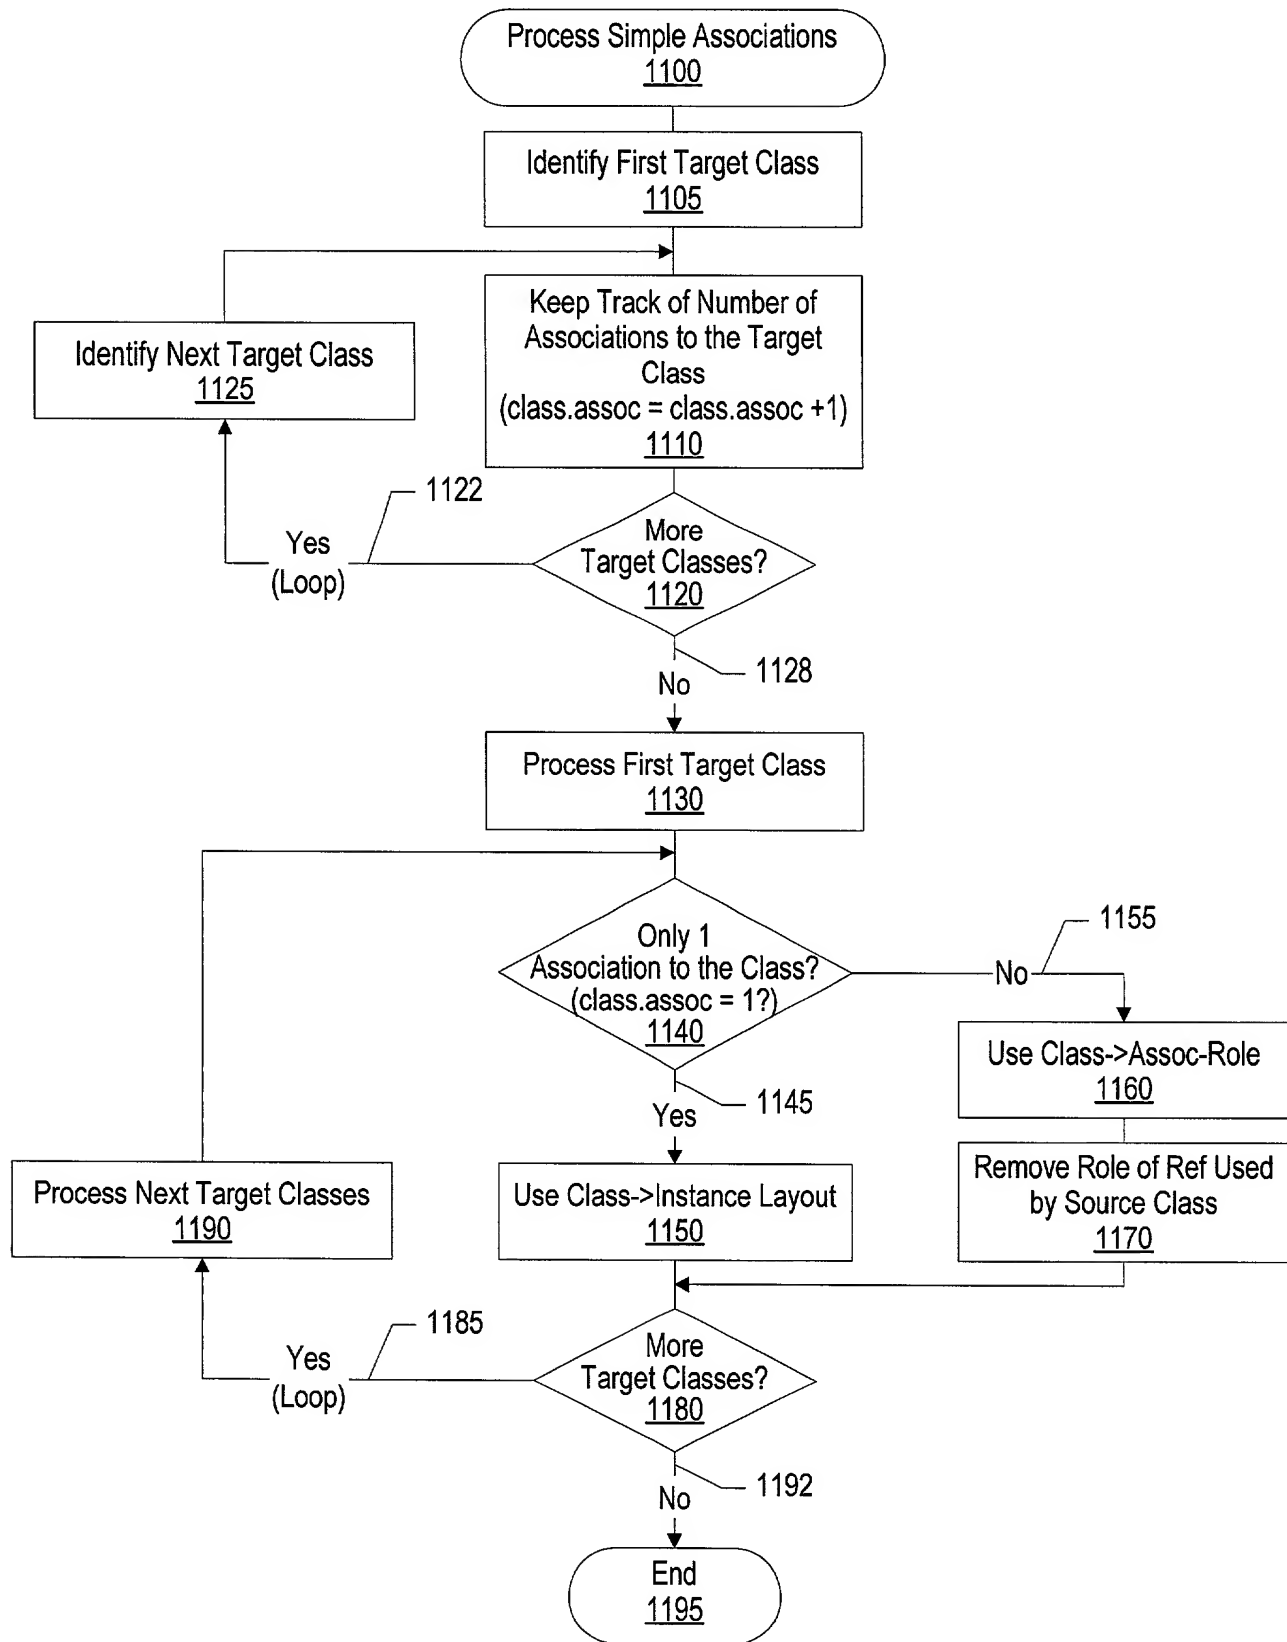 Process Simple Associations
1100
Identify First Target Class
1105
Keep Track of Number of
Associations to the Target
Class
(class.assoc = class.assoc +1)
1110
Identify Next Target Class
1125
1122
Yes
(Loop)
More
Target Classes?
1120
1128
No
Process First Target Class
1130
Only 1
Association to the Class?
(class.assoc = 1?)
1140
1155
No
1145
Yes
Use Class->Assoc-Role
1160
Remove Role of Ref Used
by Source Class
1170
Process Next Target Classes
1190
Use Class->Instance Layout
1150
1185
Yes
(Loop)
More
Target Classes?
1180
1192
No
End
1195